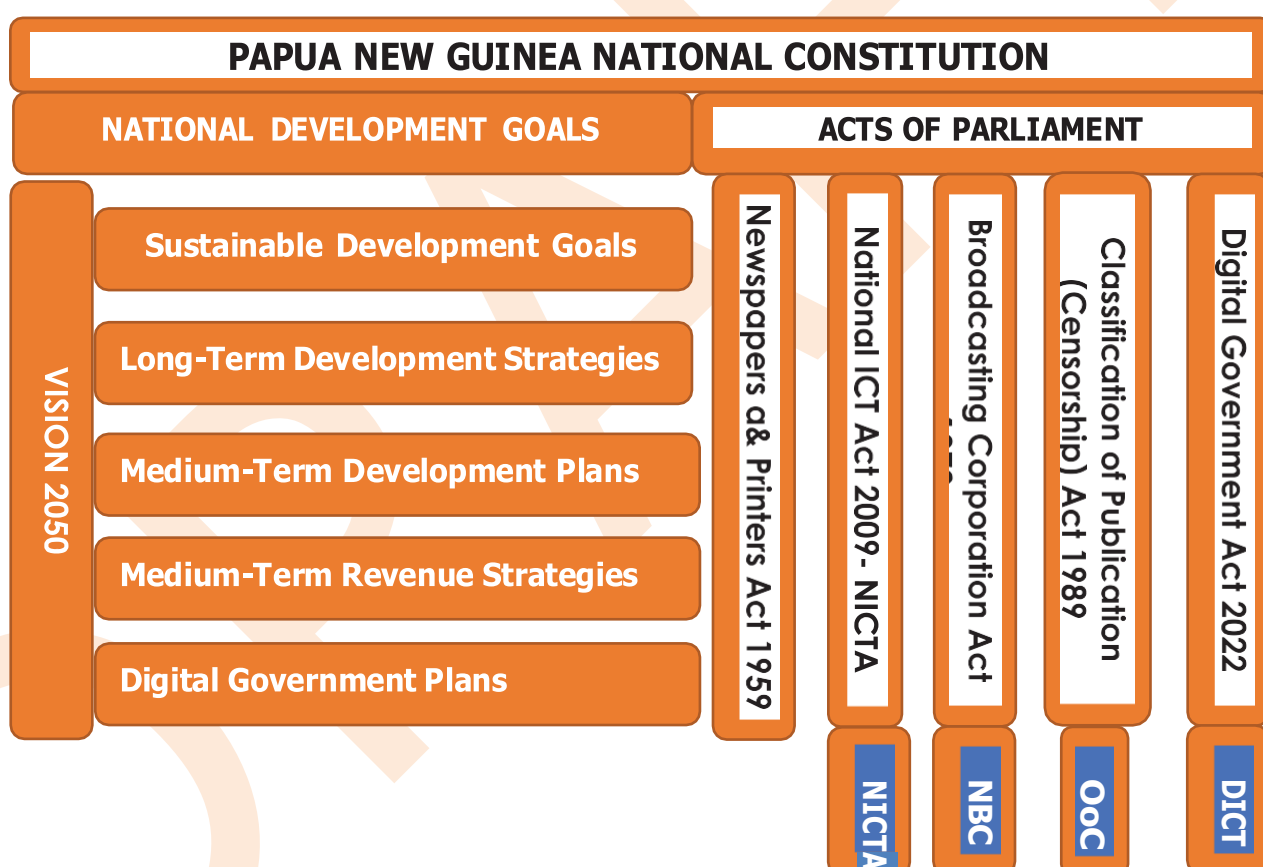 PAPUA NEW GUINEA NATIONAL CONSTITUTION
NATIONAL DEVELOPMENT GOALS
ACTS OF PARLIAMENT
VISION 2050
Sustainable Development Goals
Long-Term Development Strategies
Medium-Term Development Plans
Medium-Term Revenue Strategies
Digital Government Plans
Newspapers a& Printers Act 1959
National ICT Act 2009- NICTA
Broadcasting Corporation Act
Classification of Publication
(Censorship) Act 1989
Digital Government Act 2022
NICTA
NBC
OoC
DICT